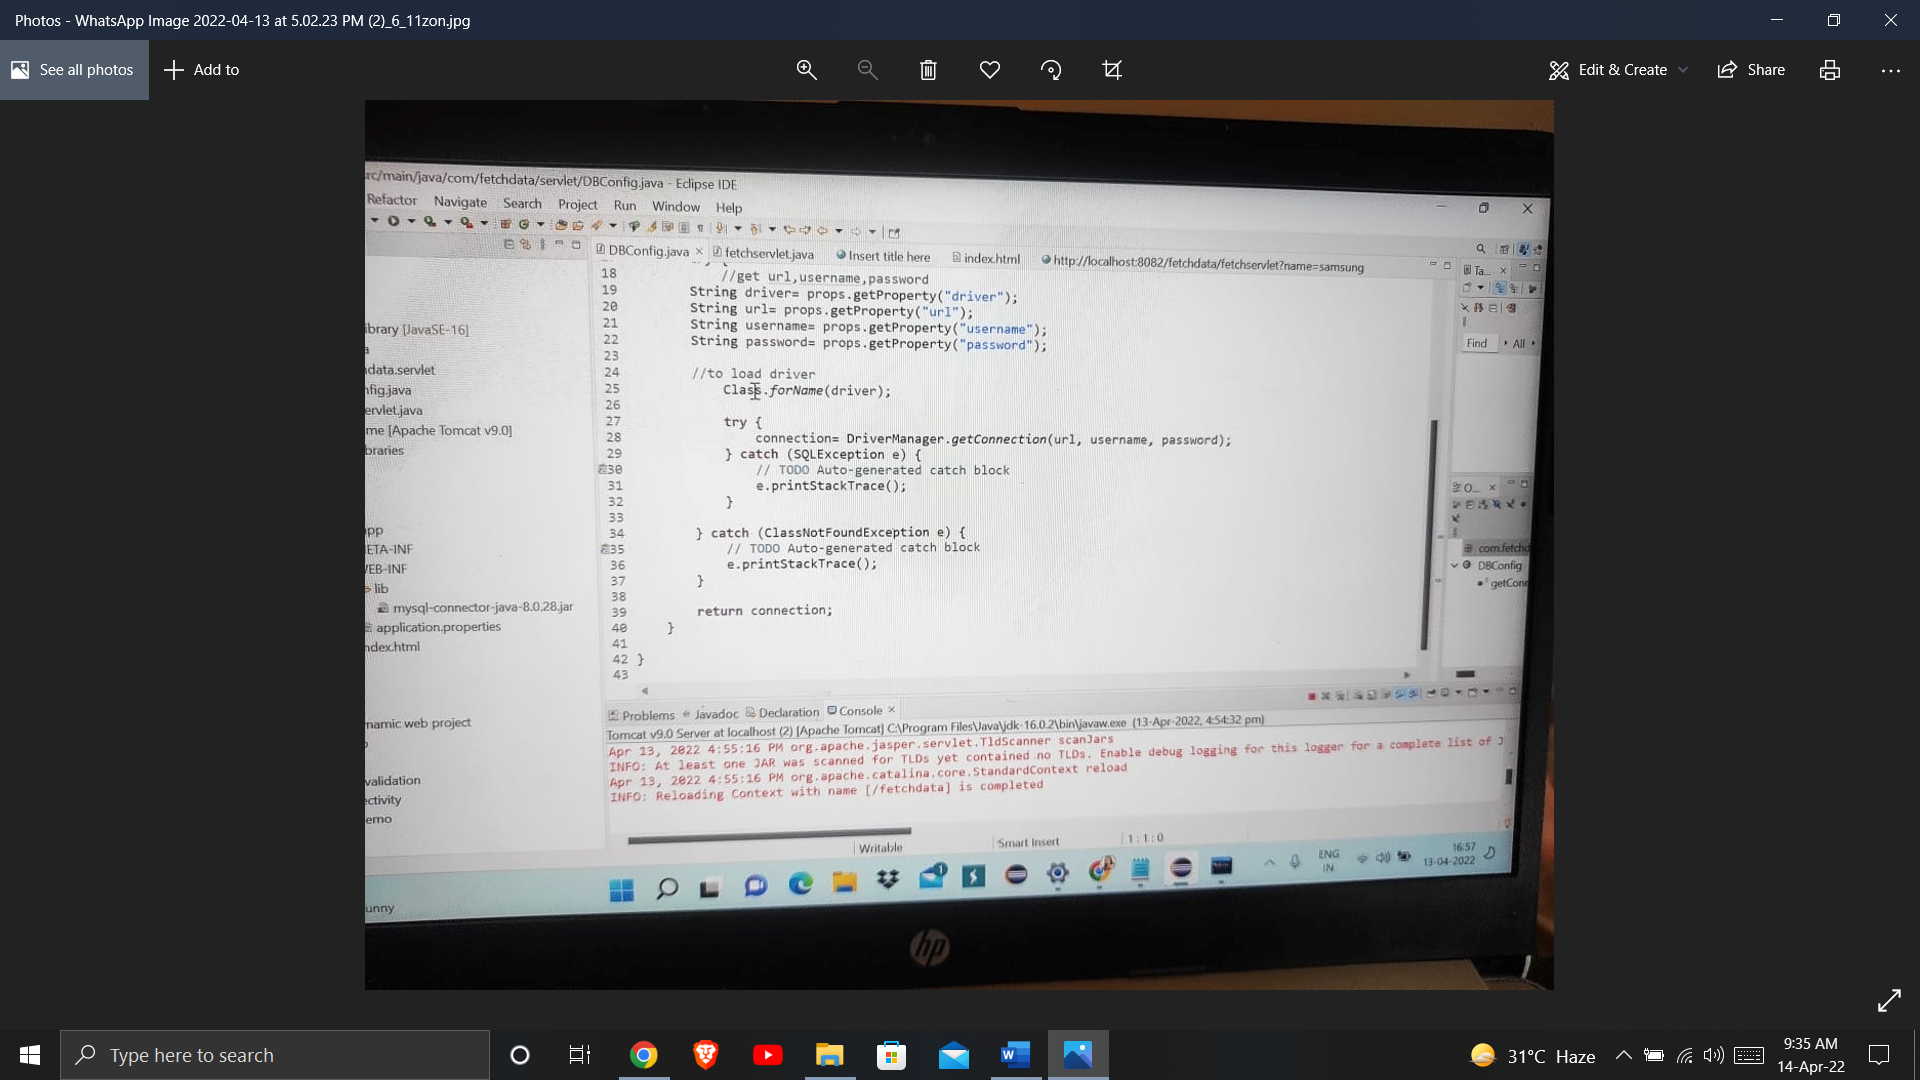 Photos - WhatsApp Image 2022-04-13 at 5.02.23 PM (2)_6_11zon.jpg
See all photos
Add to
Edit & Create
Share
rc/main/java/com/fetchdata/servlet/DBConfig.java - Eclipse IDE
Refactor Navigate Search Project Run Window Help
DBConfig.java fetchservlet.java Insert title here index.html http://localhost:8082/fetchdata/fetchservlet?name=samsung
18 //get url,username,password
19 String driver= props.getProperty("driver");
20 String url= props.getProperty("url");
21 String username= props.getProperty("username");
22 String password= props.getProperty("password");
23
24 //to load driver
25 Class.forName(driver);
26
27 try {
28 connection= DriverManager.getConnection(url, username, password);
29 } catch (SQLException e) {
30 // TODO Auto-generated catch block
31 e.printStackTrace();
32 }
33
34 } catch (ClassNotFoundException e) {
35 // TODO Auto-generated catch block
36 e.printStackTrace();
37 }
38
39 return connection;
40 }
41
42 }
43
ibrary [JavaSE-16]
a
hdata.servlet
nfig.java
ervlet.java
me [Apache Tomcat v9.0]
braries
app
ETA-INF
EB-INF
lib
mysql-connector-java-8.0.28.jar
application.properties
ndex.html
namic web project
validation
ectivity
emo
unny
Ta...
Find
All
O...
com.fetchd
DBConfig
getConn
Problems Javadoc Declaration Console
Tomcat v9.0 Server at localhost (2) [Apache Tomcat] C:\Program Files\Java\jdk-16.0.2\bin\javaw.exe (13-Apr-2022, 4:54:32 pm)
Apr 13, 2022 4:55:16 PM org.apache.jasper.servlet.TldScanner scanJars
INFO: At least one JAR was scanned for TLDs yet contained no TLDs. Enable debug logging for this logger for a complete list of J
Apr 13, 2022 4:55:16 PM org.apache.catalina.core.StandardContext reload
INFO: Reloading Context with name [/fetchdata] is completed
Writable
Smart Insert
1 : 1 : 0
1
ENG
IN
16:57
13-04-2022
hp
Type here to search
31°C Haze
9:35 AM
14-Apr-22